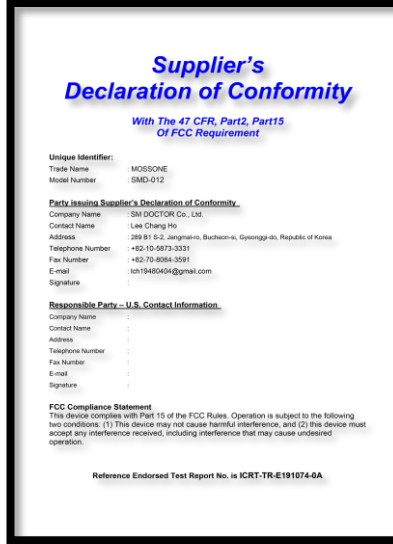 Supplier's
Declaration of Conformity
With The 47 CFR, Part2, Part15
Of FCC Requirement
Unique Identifier:
Trade Name : MOSSONE
Model Number : SMD-012
Party issuing Supplier's Declaration of Conformity
Company Name : SM DOCTOR Co., Ltd.
Contact Name : Lee Chang Ho
Address : 289 B1 S-2, Jangmal-ro, Bucheon-si, Gyeonggi-do, Republic of Korea
Telephone Number : +82-10-5873-3331
Fax Number : +82-70-8084-3591
E-mail : lch19480404@gmail.com
Signature :
Responsible Party – U.S. Contact Information
Company Name :
Contact Name :
Address :
Telephone Number :
Fax Number :
E-mail :
Signature :
FCC Compliance Statement
This device complies with Part 15 of the FCC Rules. Operation is subject to the following
two conditions: (1) This device may not cause harmful interference, and (2) this device must
accept any interference received, including interference that may cause undesired
operation.
Reference Endorsed Test Report No. is ICRT-TR-E191074-0A